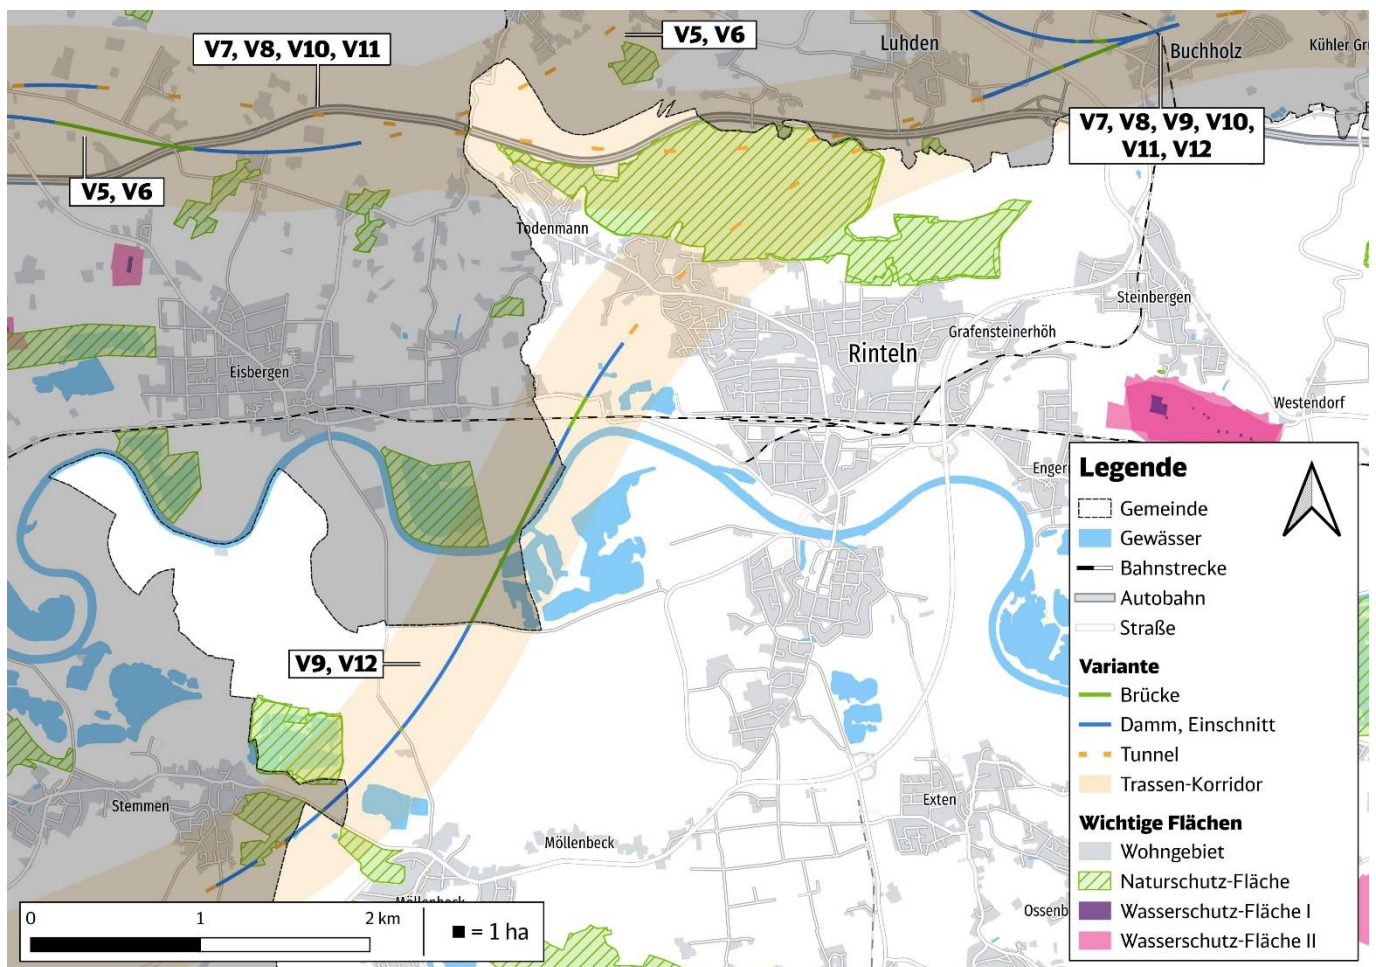 V7, V8, V10, V11
V5, V6
Luhden
Buchholz
Kühler Gr
V7, V8, V9, V10,
V11, V12
V5, V6
Todenmann
Steinbergen
Grafensteinerhöh
Rinteln
Eisbergen
Westendorf
Enger
V9, V12
Stemmen
Möllenbeck
Exten
Möllenbeck
Ossenb
0 1 2 km
= 1 ha
Legende
Gemeinde
Gewässer
Bahnstrecke
Autobahn
Straße
Variante
Brücke
Damm, Einschnitt
Tunnel
Trassen-Korridor
Wichtige Flächen
Wohngebiet
Naturschutz-Fläche
Wasserschutz-Fläche I
Wasserschutz-Fläche II